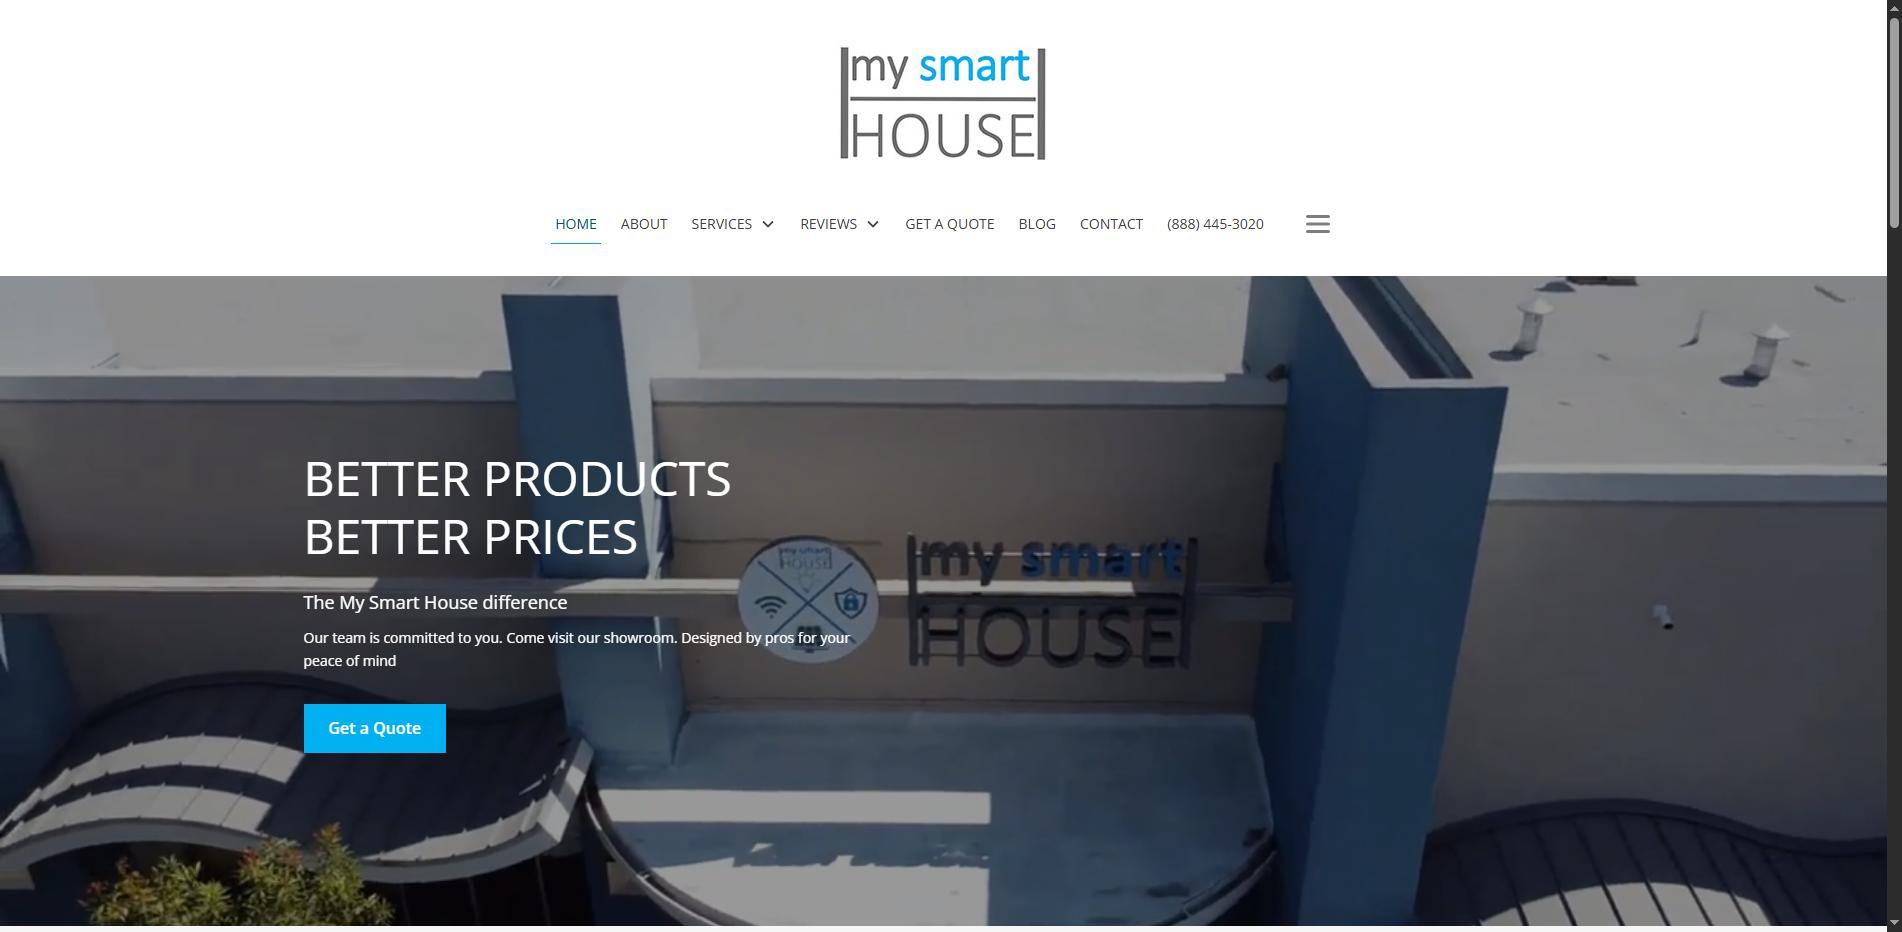 my smart
HOUSE
HOME ABOUT SERVICES REVIEWS GET A QUOTE BLOG CONTACT (888) 445-3020
BETTER PRODUCTS
BETTER PRICES
The My Smart House difference
Our team is committed to you. Come visit our showroom. Designed by pros for your
peace of mind
Get a Quote
my smart
HOUSE
my smart
HOUSE